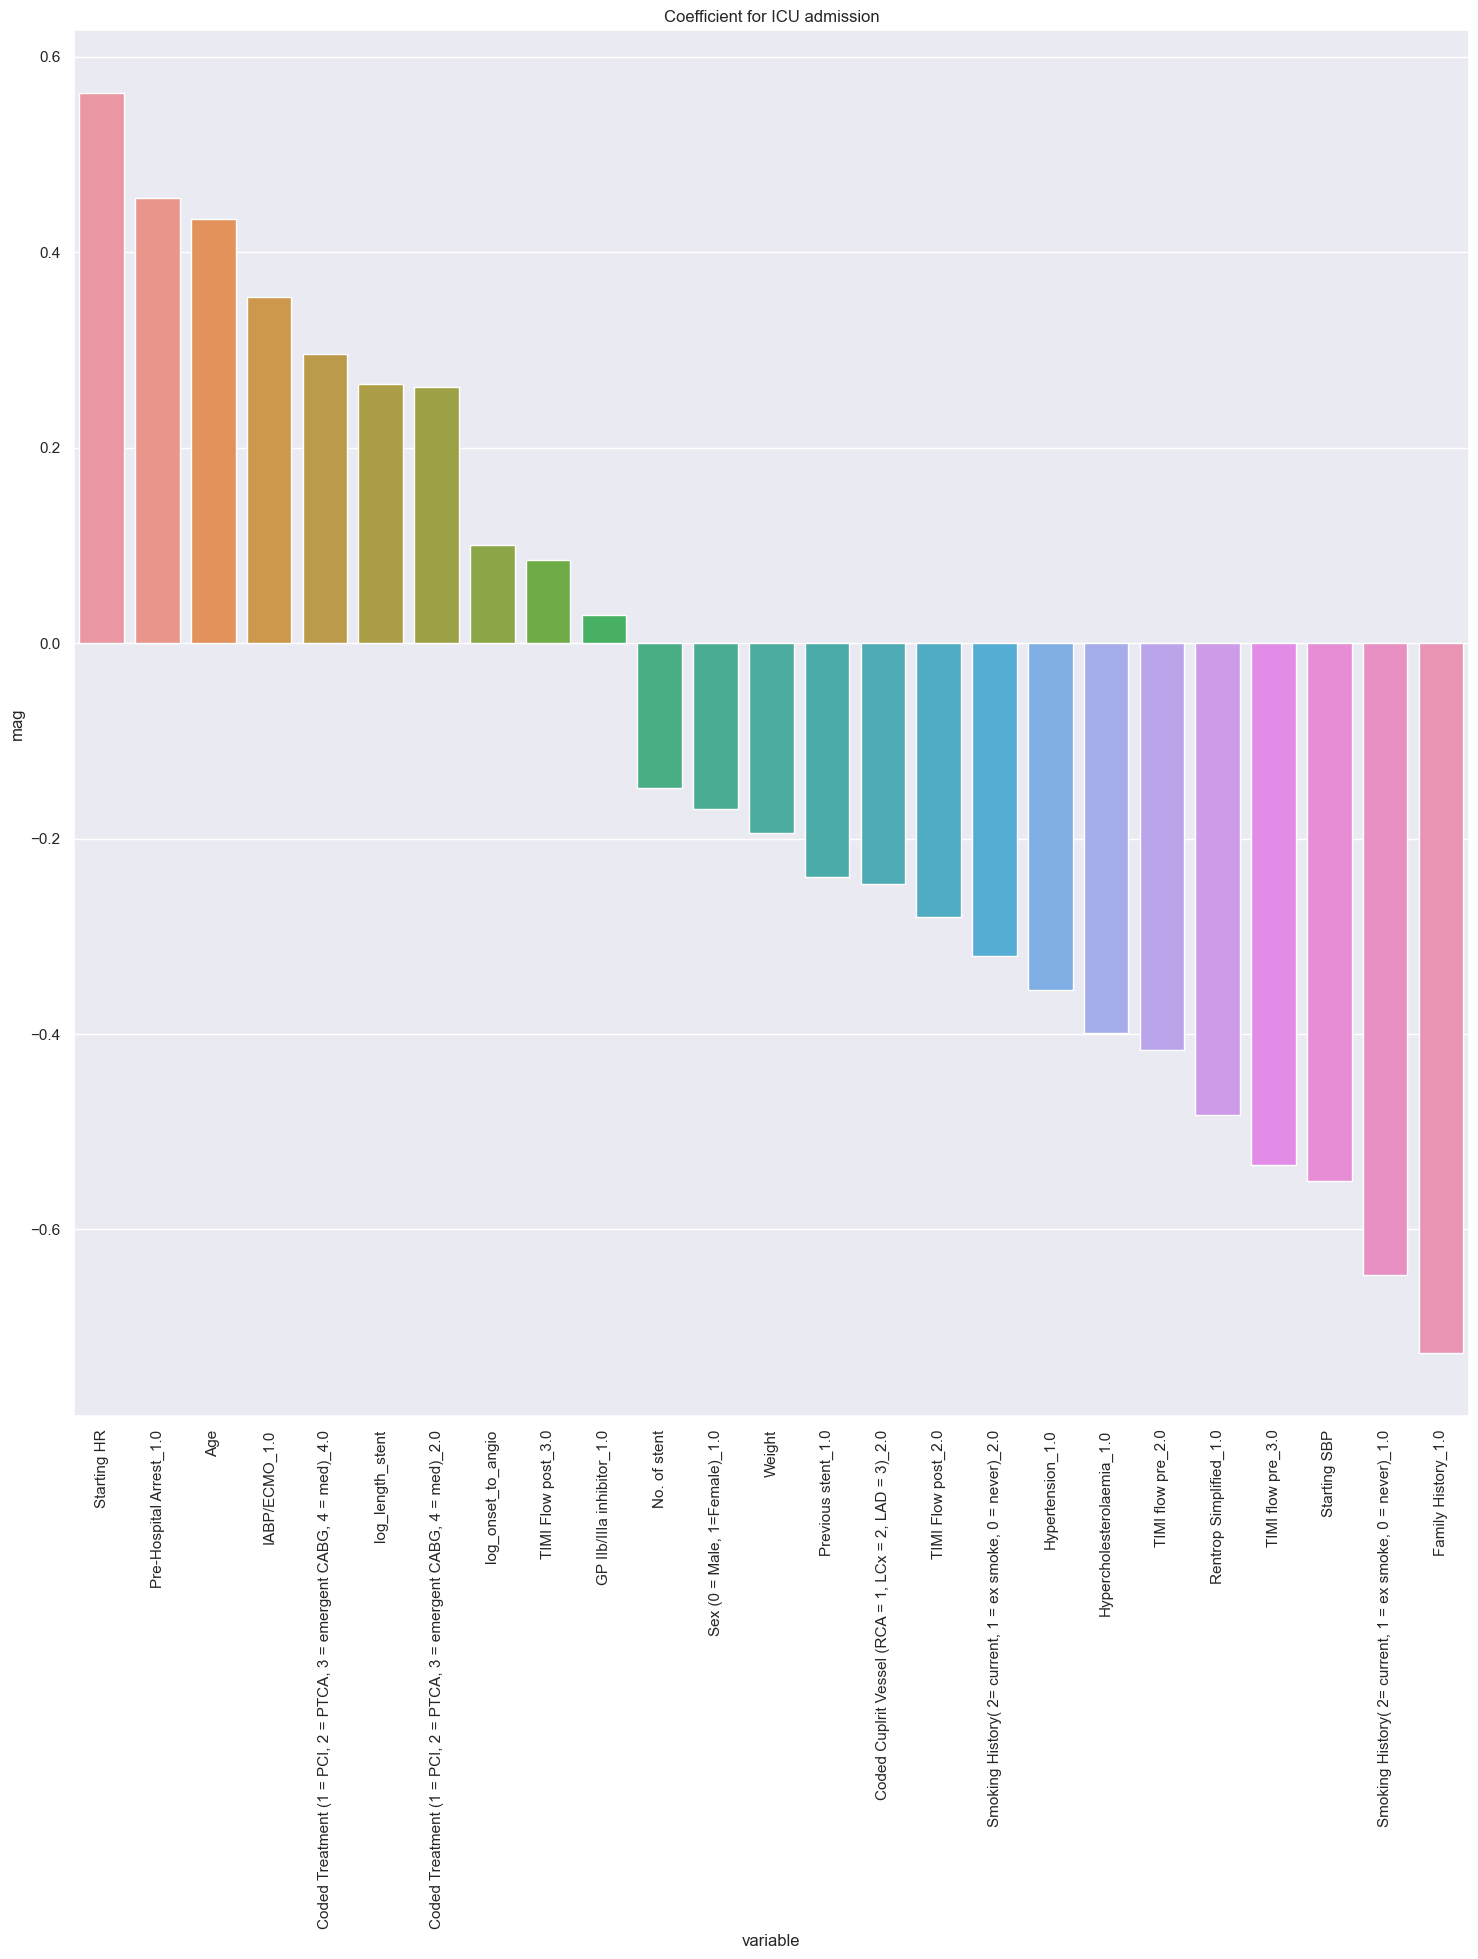 Coefficient for ICU admission
0.6
0.4
0.2
0.0
−0.2
−0.4
−0.6
mag
Starting HR
Pre-Hospital Arrest_1.0
Age
IABP/ECMO_1.0
Coded Treatment (1 = PCI, 2 = PTCA, 3 = emergent CABG, 4 = med)_4.0
log_length_stent
Coded Treatment (1 = PCI, 2 = PTCA, 3 = emergent CABG, 4 = med)_2.0
log_onset_to_angio
TIMI Flow post_3.0
GP IIb/IIIa inhibitor_1.0
No. of stent
Sex (0 = Male, 1=Female)_1.0
Weight
Previous stent_1.0
Coded Cuplrit Vessel (RCA = 1, LCx = 2, LAD = 3)_2.0
TIMI Flow post_2.0
Smoking History( 2= current, 1 = ex smoke, 0 = never)_2.0
Hypertension_1.0
Hypercholesterolaemia_1.0
TIMI flow pre_2.0
Rentrop Simplified_1.0
TIMI flow pre_3.0
Starting SBP
Smoking History( 2= current, 1 = ex smoke, 0 = never)_1.0
Family History_1.0
variable